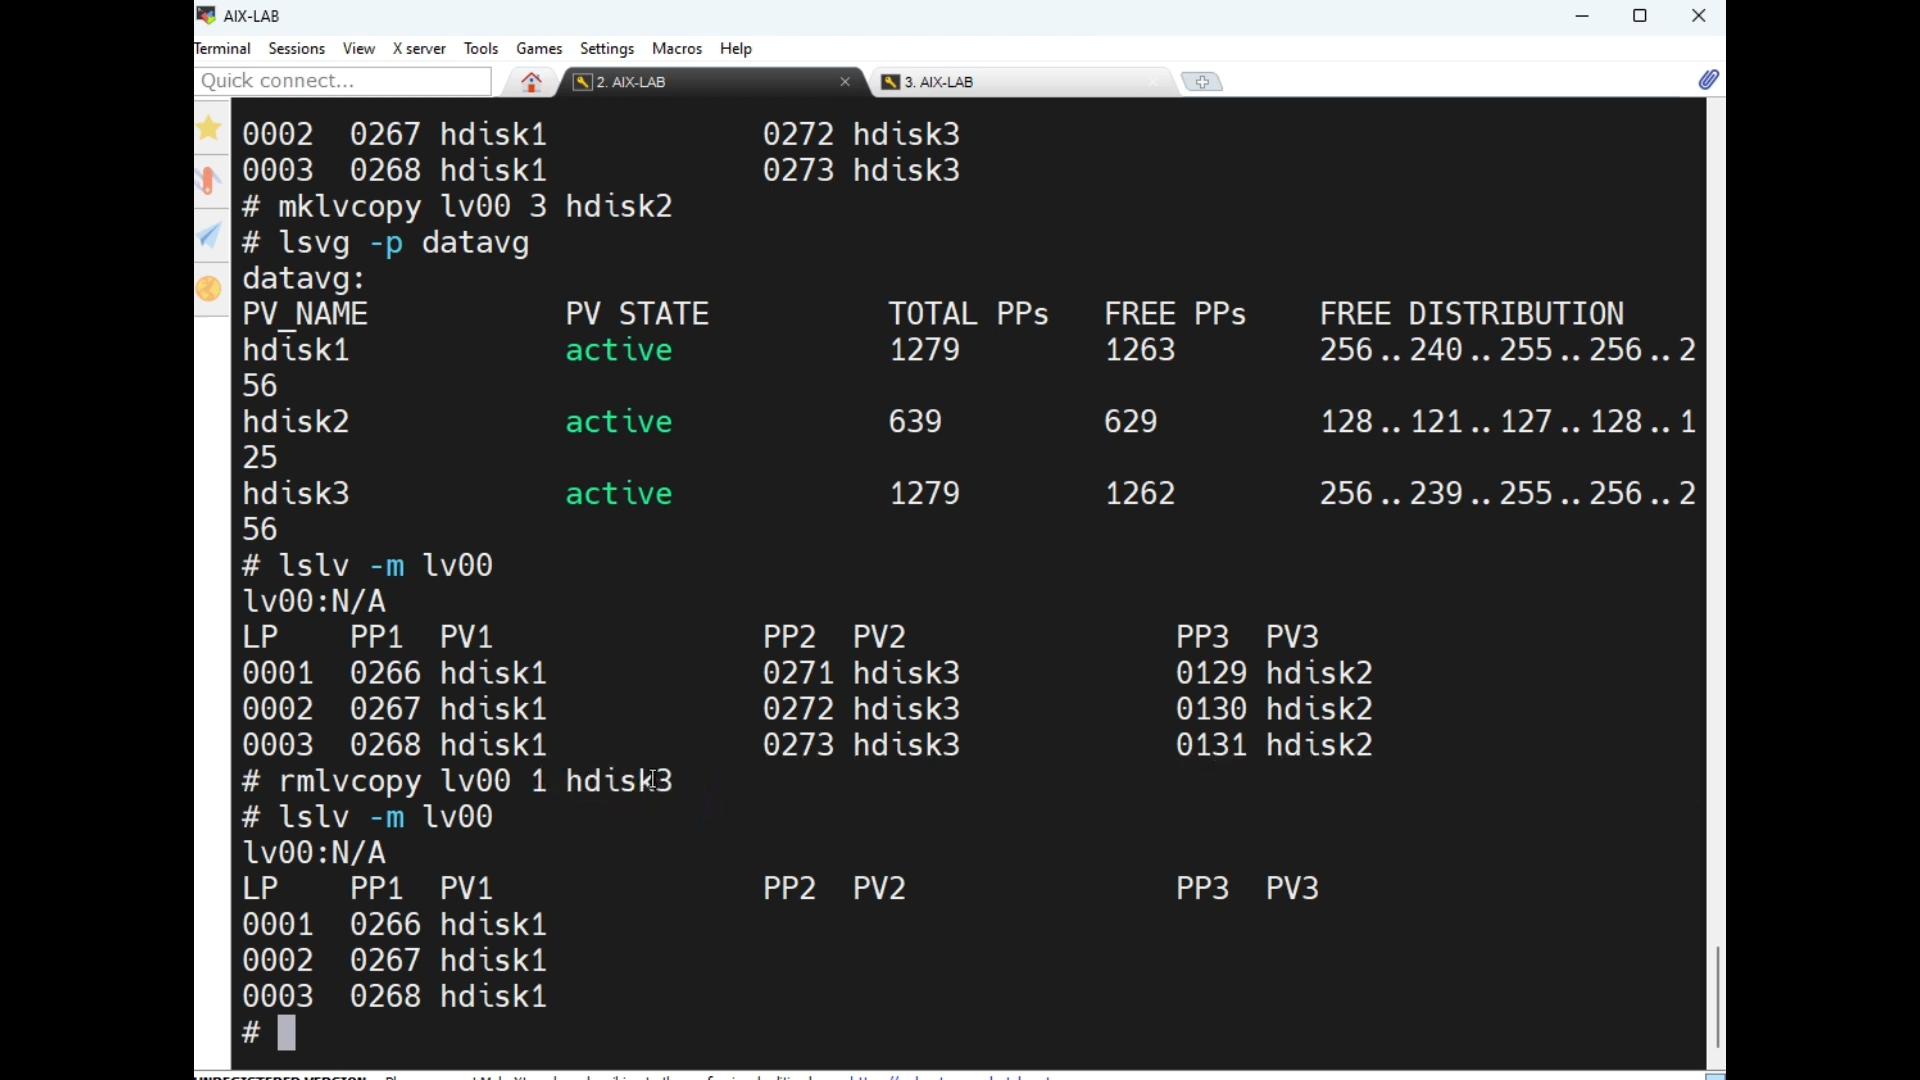 AIX-LAB
Terminal Sessions View X server Tools Games Settings Macros Help
Quick connect... 2. AIX-LAB 3. AIX-LAB
0002 0267 hdisk1 0272 hdisk3
0003 0268 hdisk1 0273 hdisk3
# mklvcopy lv00 3 hdisk2
# lsvg -p datavg
datavg:
PV_NAME PV STATE TOTAL PPs FREE PPs FREE DISTRIBUTION
hdisk1 active 1279 1263 256..240..255..256..2
56
hdisk2 active 639 629 128..121..127..128..1
25
hdisk3 active 1279 1262 256..239..255..256..2
56
# lslv -m lv00
lv00:N/A
LP PP1 PV1 PP2 PV2 PP3 PV3
0001 0266 hdisk1 0271 hdisk3 0129 hdisk2
0002 0267 hdisk1 0272 hdisk3 0130 hdisk2
0003 0268 hdisk1 0273 hdisk3 0131 hdisk2
# rmlvcopy lv00 1 hdisk3
# lslv -m lv00
lv00:N/A
LP PP1 PV1 PP2 PV2 PP3 PV3
0001 0266 hdisk1
0002 0267 hdisk1
0003 0268 hdisk1
#